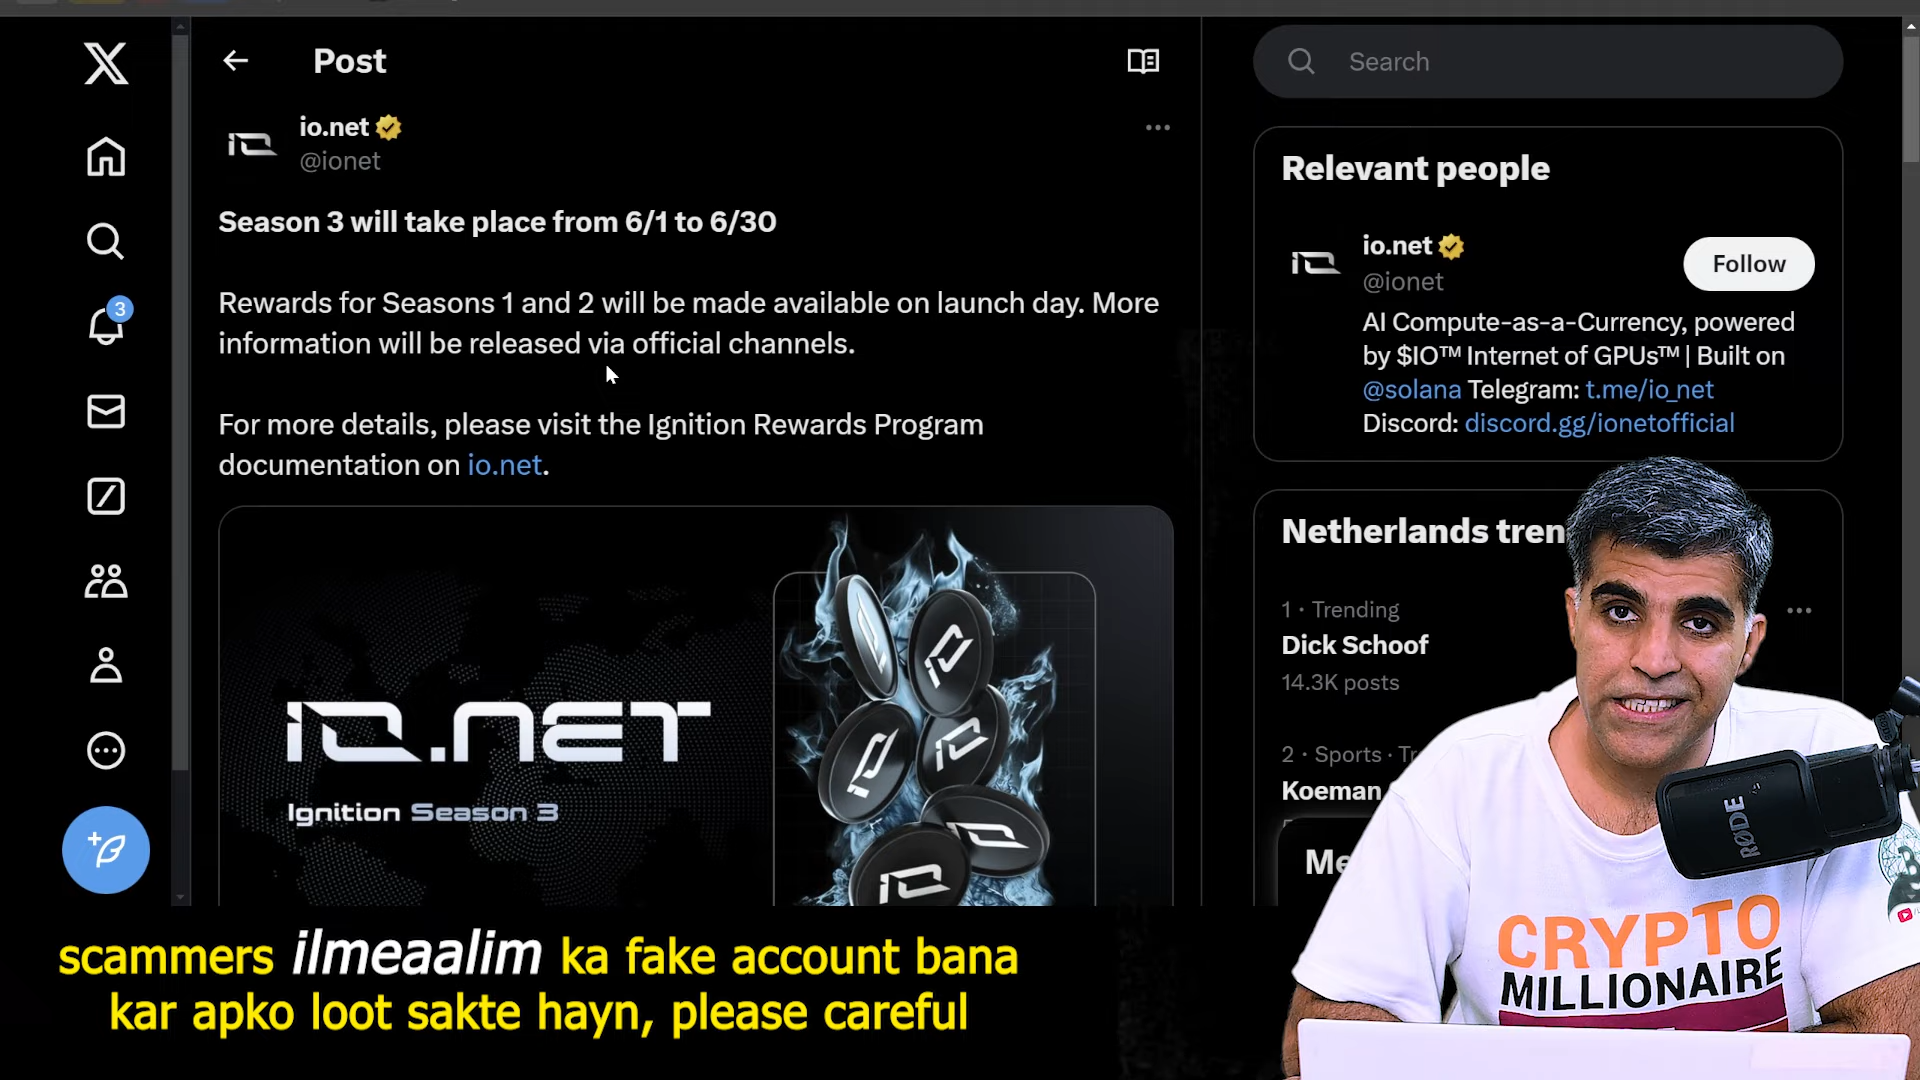 Post
io.net
@ionet
Season 3 will take place from 6/1 to 6/30
Rewards for Seasons 1 and 2 will be made available on launch day. More
information will be released via official channels.
For more details, please visit the Ignition Rewards Program
documentation on io.net.
iO.NET
Ignition Season 3
3
Search
Relevant people
io.net
@ionet
Follow
AI Compute-as-a-Currency, powered
by $IO™ Internet of GPUs™ | Built on
@solana Telegram: t.me/io_net
Discord: discord.gg/ionetofficial
Netherlands tren
1 · Trending
Dick Schoof
14.3K posts
2 · Sports · Tr
Koeman
Me
RØDE
CRYPTO
MILLIONAIRE
scammers ilmeaalim ka fake account bana
kar apko loot sakte hayn, please careful